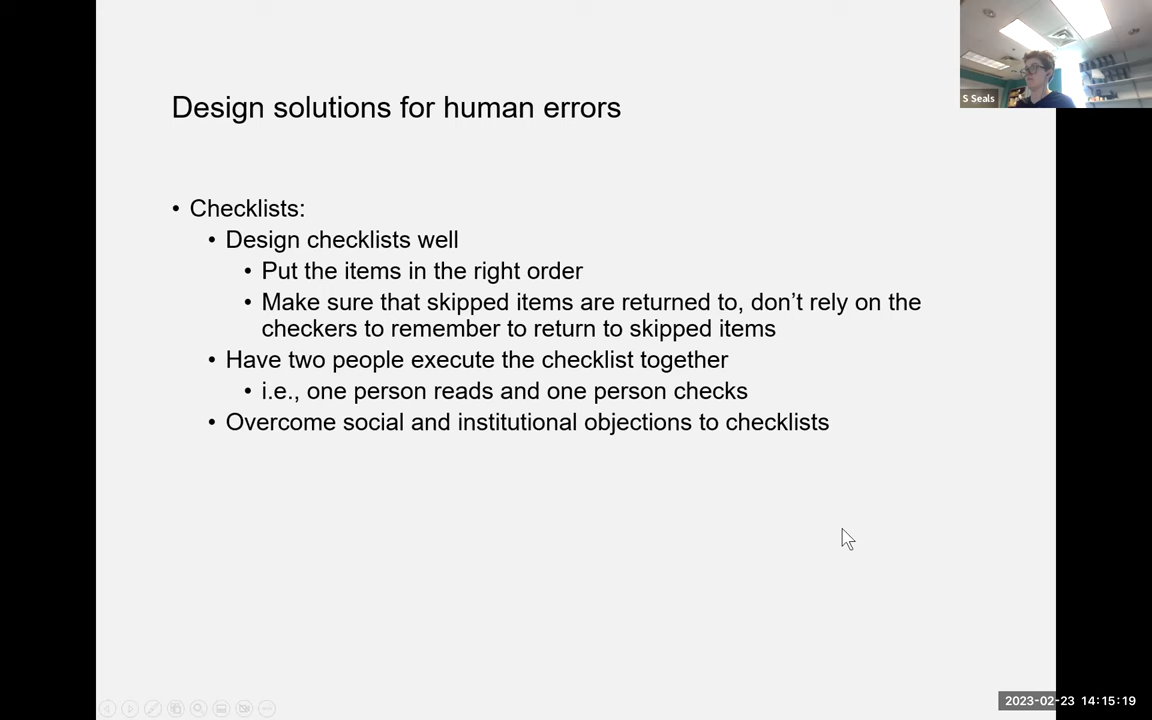 S Seals
Design solutions for human errors
• Checklists:
• Design checklists well
• Put the items in the right order
• Make sure that skipped items are returned to, don’t rely on the
checkers to remember to return to skipped items
• Have two people execute the checklist together
• i.e., one person reads and one person checks
• Overcome social and institutional objections to checklists
2023-02-23 14:15:19